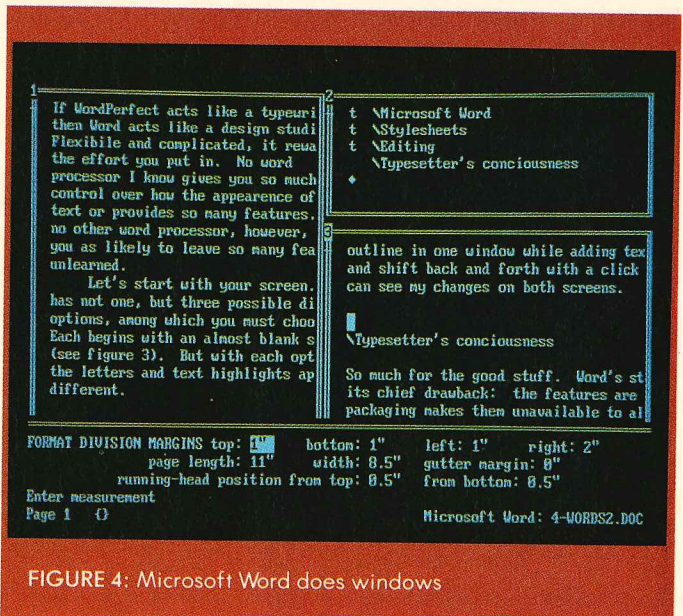 1
If WordPerfect acts like a typewri
then Word acts like a design studi
Flexibile and complicated, it rewa
the effort you put in. No word
processor I know gives you so much
control over how the appearence of
text or provides so many features.
no other word processor, however,
you as likely to leave so many fea
unlearned.
Let's start with your screen.
has not one, but three possible di
options, among which you must choo
Each begins with an almost blank s
(see figure 3). But with each opt
the letters and text highlights ap
different.
2
t \Microsoft Word
t \Stylesheets
t \Editing
\Typesetter's conciousness
3
outline in one window while adding tex
and shift back and forth with a click
can see my changes on both screens.
\Typesetter's conciousness
So much for the good stuff. Word's st
its chief drawback: the features are
packaging makes them unavailable to al
FORMAT DIVISION MARGINS top: 1" bottom: 1" left: 1" right: 2"
page length: 11" width: 8.5" gutter margin: 0"
running-head position from top: 0.5" from bottom: 0.5"
Enter measurement
Page 1 {} Microsoft Word: 4-WORDS2.DOC
FIGURE 4: Microsoft Word does windows